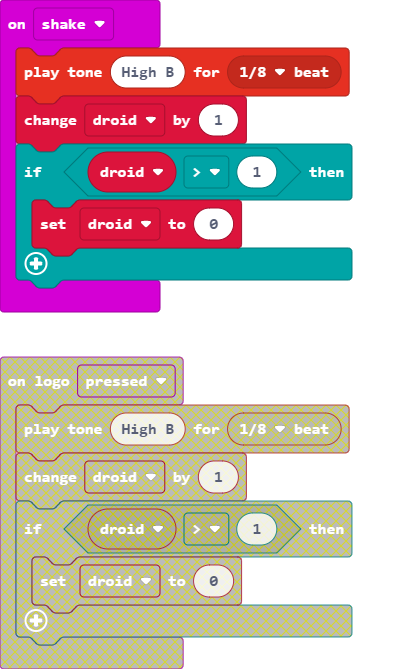 on shake
play tone High B for 1/8 beat
change droid by 1
if droid > 1 then
set droid to 0
on logo pressed
play tone High B for 1/8 beat
change droid by 1
if droid > 1 then
set droid to 0